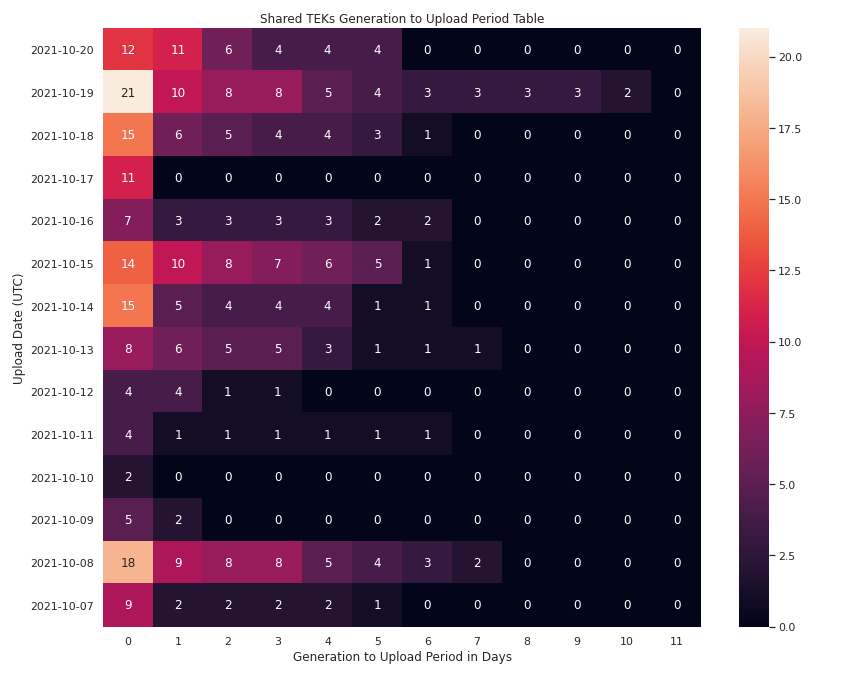 Shared TEKs Generation to Upload Period Table
Upload Date (UTC)
2021-10-20 12 11 6 4 4 4 0 0 0 0 0 0
2021-10-19 21 10 8 8 5 4 3 3 3 3 2 0
2021-10-18 15 6 5 4 4 3 1 0 0 0 0 0
2021-10-17 11 0 0 0 0 0 0 0 0 0 0 0
2021-10-16 7 3 3 3 3 2 2 0 0 0 0 0
2021-10-15 14 10 8 7 6 5 1 0 0 0 0 0
2021-10-14 15 5 4 4 4 1 1 0 0 0 0 0
2021-10-13 8 6 5 5 3 1 1 1 0 0 0 0
2021-10-12 4 4 1 1 0 0 0 0 0 0 0 0
2021-10-11 4 1 1 1 1 1 1 0 0 0 0 0
2021-10-10 2 0 0 0 0 0 0 0 0 0 0 0
2021-10-09 5 2 0 0 0 0 0 0 0 0 0 0
2021-10-08 18 9 8 8 5 4 3 2 0 0 0 0
2021-10-07 9 2 2 2 2 1 0 0 0 0 0 0
0 1 2 3 4 5 6 7 8 9 10 11
Generation to Upload Period in Days
20.0
17.5
15.0
12.5
10.0
7.5
5.0
2.5
0.0